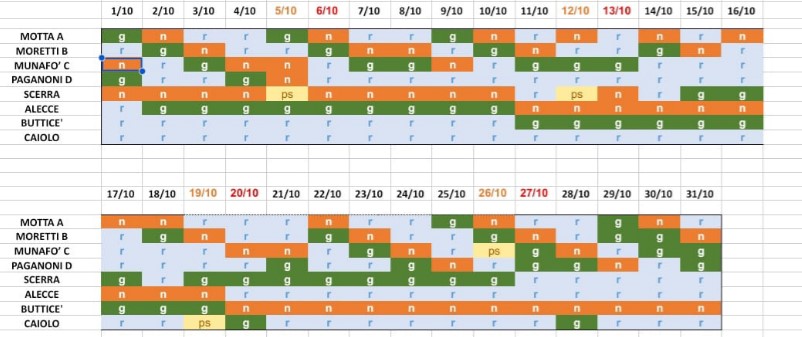 1/10 2/10 3/10 4/10 5/10 6/10 7/10 8/10 9/10 10/10 11/10 12/10 13/10 14/10 15/10 16/10
MOTTA A g n r r g n r r g n r n r n r n
MORETTI B r g n r r g n n r g n r r g n r
MUNAFO' C n r g n n r g g n r g g g r r r
PAGANONI D g r r g n r r r r r r r r r r r
SCERRA n n n n ps n n n n n r ps n r g g
ALECCE r g g g g g g g g g n n n n n n
BUTTICE' r r r r r r r r r r g g g g g g
CAIOLO r r r r r r r r r r r r r r r r
17/10 18/10 19/10 20/10 21/10 22/10 23/10 24/10 25/10 26/10 27/10 28/10 29/10 30/10 31/10
MOTTA A n n r r r n r r g n r r g n r
MORETTI B r g n r r g n r r g n r g g n
MUNAFO' C r r r n n r g n r ps g n r g g
PAGANONI D r r r r g r r g n r g g n r g
SCERRA g r g g g g g g g g r r r r r
ALECCE n n n r r r r r r r r r r r r
BUTTICE' g g g n n n n n n n n n n n n
CAIOLO r r ps g r r r r r r r g r r r